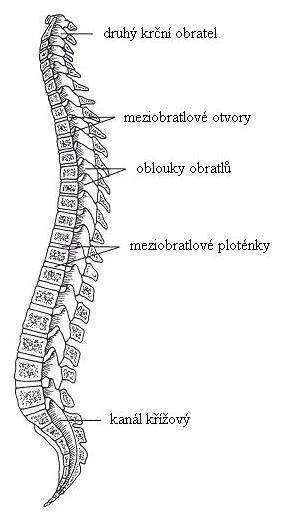 druhý krční obratel
meziobratlové otvory
oblouky obratlů
meziobratlové ploténky
kanál křížový